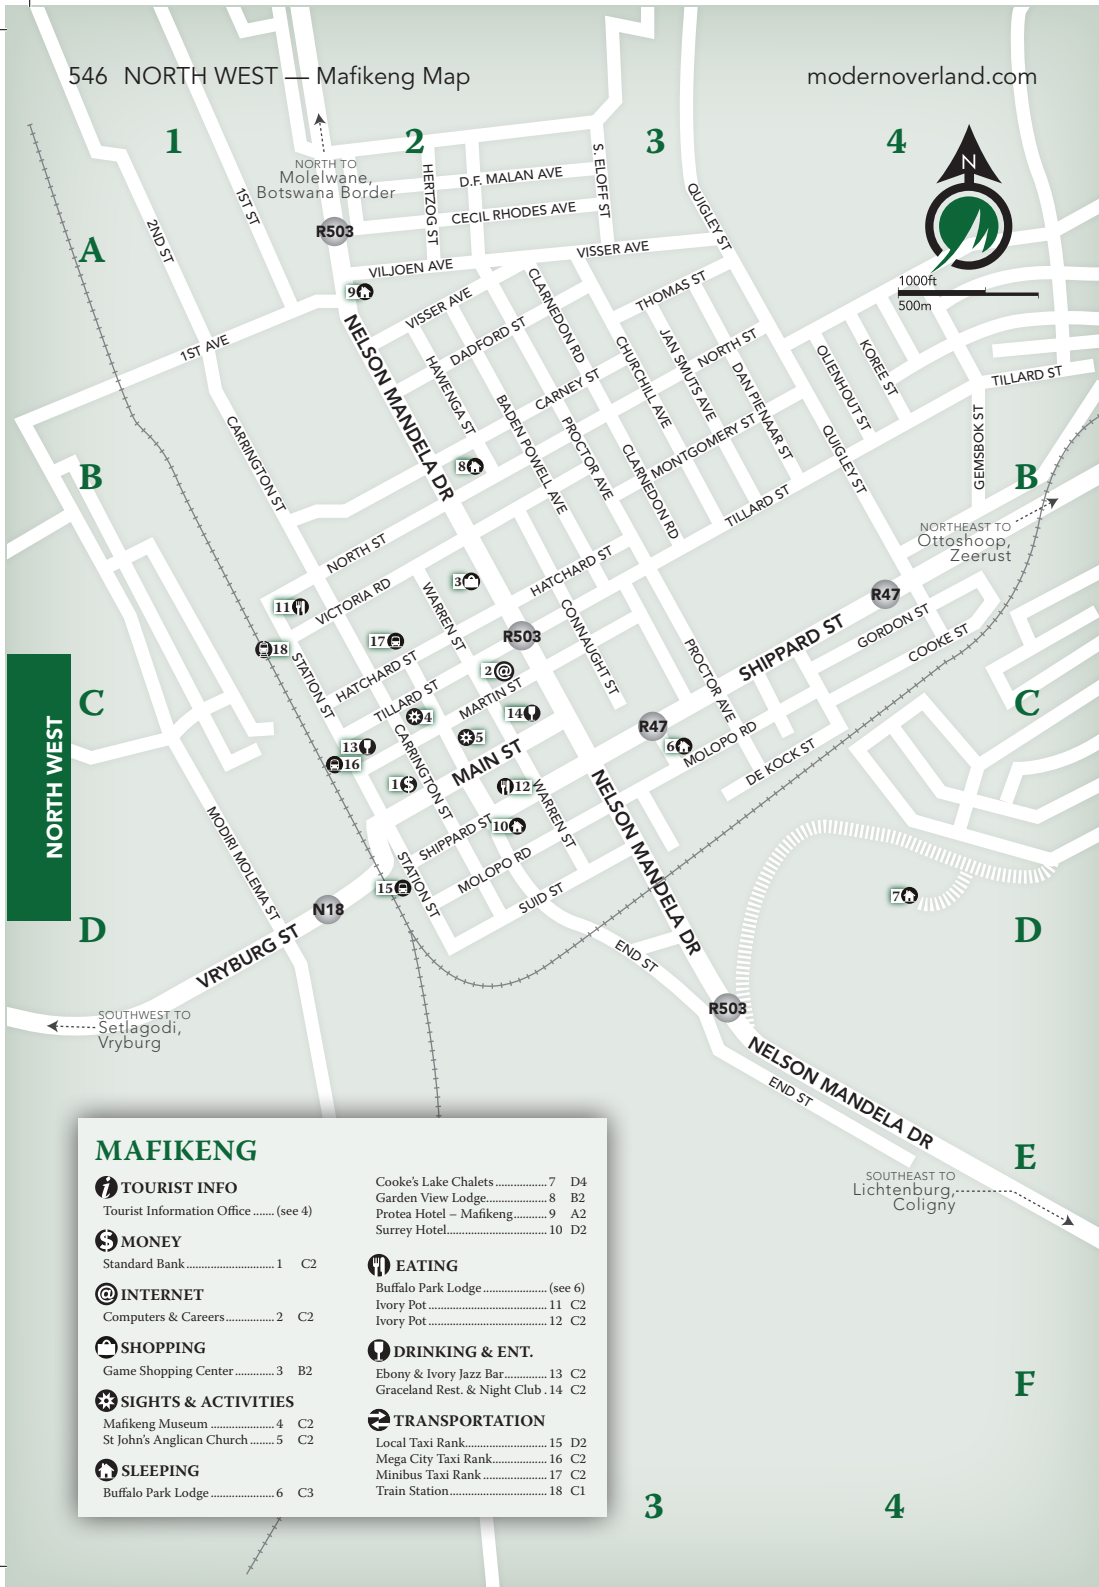 546 NORTH WEST — Mafikeng Map
modernoverland.com
1
2
3
4
N
1000ft
500m
NORTH TO
Molelwane,
Botswana Border
R503
A
1ST ST
2ND ST
HERTZOG ST
D.F. MALAN AVE
CECIL RHODES AVE
S. ELOFF ST
QUIGLEY ST
VISSER AVE
VILJOEN AVE
9
VISSER AVE
CLARNEDON RD
THOMAS ST
1ST AVE
NELSON MANDELA DR
DADFORD ST
HAWENGA ST
CARNEY ST
CHURCHILL AVE
JAN SMUTS AVE
NORTH ST
DAN PIENAAR ST
OLIENHOUT ST
KOREE ST
TILLARD ST
GEMSBOK ST
B
B
CARRINGTON ST
BADEN POWELL AVE
PROCTOR AVE
CLARNEDON RD
MONTGOMERY ST
QUIGLEY ST
8
TILLARD ST
NORTHEAST TO
Ottoshoop,
Zeerust
NORTH ST
VICTORIA RD
HATCHARD ST
3
11
WARREN ST
CONNAUGHT ST
R503
R47
GORDON ST
COOKE ST
SHIPPARD ST
17
18
STATION ST
HATCHARD ST
TILLARD ST
2
MARTIN ST
PROCTOR AVE
C
C
NORTH WEST
4
14
5
R47
6
MOLOPO RD
DE KOCK ST
13
16
CARRINGTON ST
MAIN ST
1
12
WARREN ST
NELSON MANDELA DR
10
SHIPPARD ST
MODIRI MOLEMA ST
STATION ST
MOLOPO RD
SUID ST
15
7
N18
D
D
VRYBURG ST
END ST
SOUTHWEST TO
Setlagodi,
Vryburg
R503
NELSON MANDELA DR
END ST
E
SOUTHEAST TO
Lichtenburg,
Coligny
F
3
4
MAFIKENG
TOURIST INFO
Tourist Information Office ....... (see 4)
MONEY
Standard Bank ............................ 1 C2
INTERNET
Computers & Careers ............... 2 C2
SHOPPING
Game Shopping Center ............ 3 B2
SIGHTS & ACTIVITIES
Mafikeng Museum .................... 4 C2
St John's Anglican Church ........ 5 C2
SLEEPING
Buffalo Park Lodge .................... 6 C3
Cooke's Lake Chalets ................ 7 D4
Garden View Lodge ................... 8 B2
Protea Hotel – Mafikeng .......... 9 A2
Surrey Hotel ............................... 10 D2
EATING
Buffalo Park Lodge .................... (see 6)
Ivory Pot ..................................... 11 C2
Ivory Pot ..................................... 12 C2
DRINKING & ENT.
Ebony & Ivory Jazz Bar ............. 13 C2
Graceland Rest. & Night Club . 14 C2
TRANSPORTATION
Local Taxi Rank .......................... 15 D2
Mega City Taxi Rank ................. 16 C2
Minibus Taxi Rank .................... 17 C2
Train Station .............................. 18 C1